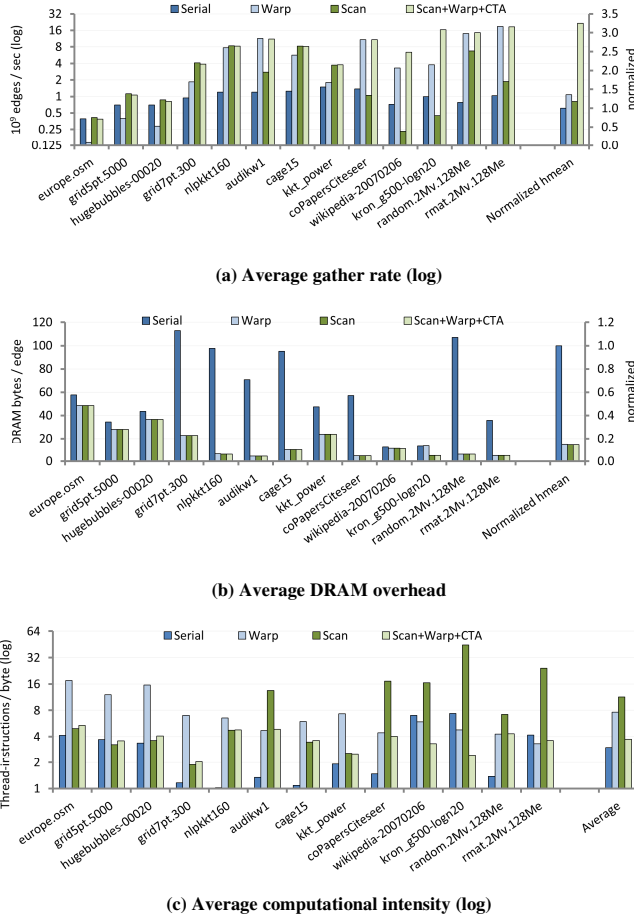 Serial Warp Scan Scan+Warp+CTA
10⁹ edges / sec (log)
32
16
8
4
2
1
0.5
0.25
0.125
3.5
3.0
2.5
2.0
1.5
1.0
0.5
0.0
normalized
europe.osm
grid5pt.5000
hugebubbles-00020
grid7pt.300
nlpkkt160
audikw1
cage15
kkt_power
coPapersCiteseer
wikipedia-20070206
kron_g500-logn20
random.2Mv.128Me
rmat.2Mv.128Me
Normalized hmean
(a) Average gather rate (log)
Serial Warp Scan Scan+Warp+CTA
DRAM bytes / edge
120
100
80
60
40
20
0
1.2
1.0
0.8
0.6
0.4
0.2
0.0
normalized
europe.osm
grid5pt.5000
hugebubbles-00020
grid7pt.300
nlpkkt160
audikw1
cage15
kkt_power
coPapersCiteseer
wikipedia-20070206
kron_g500-logn20
random.2Mv.128Me
rmat.2Mv.128Me
Normalized hmean
(b) Average DRAM overhead
Serial Warp Scan Scan+Warp+CTA
Thread-instructions / byte (log)
64
32
16
8
4
2
1
europe.osm
grid5pt.5000
hugebubbles-00020
grid7pt.300
nlpkkt160
audikw1
cage15
kkt_power
coPapersCiteseer
wikipedia-20070206
kron_g500-logn20
random.2Mv.128Me
rmat.2Mv.128Me
Average
(c) Average computational intensity (log)